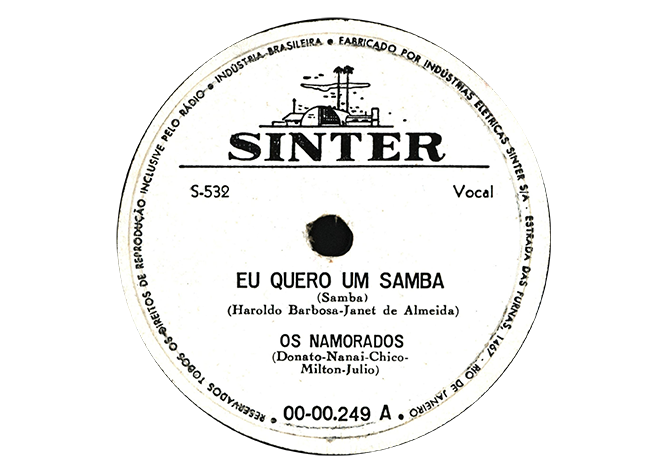 RESERVADOS TODOS OS DIREITOS DE REPRODUÇÃO INCLUSIVE PELO RÁDIO • INDÚSTRIA BRASILEIRA • FABRICADO POR INDÚSTRIAS ELETRICAS SINTER S/A - ESTRADA DAS FURNAS, 1467 - RIO DE JANEIRO
SINTER
S-532 Vocal
EU QUERO UM SAMBA
(Samba)
(Haroldo Barbosa-Janet de Almeida)
OS NAMORADOS
(Donato-Nanai-Chico-
Milton-Julio)
• 00-00.249 A •